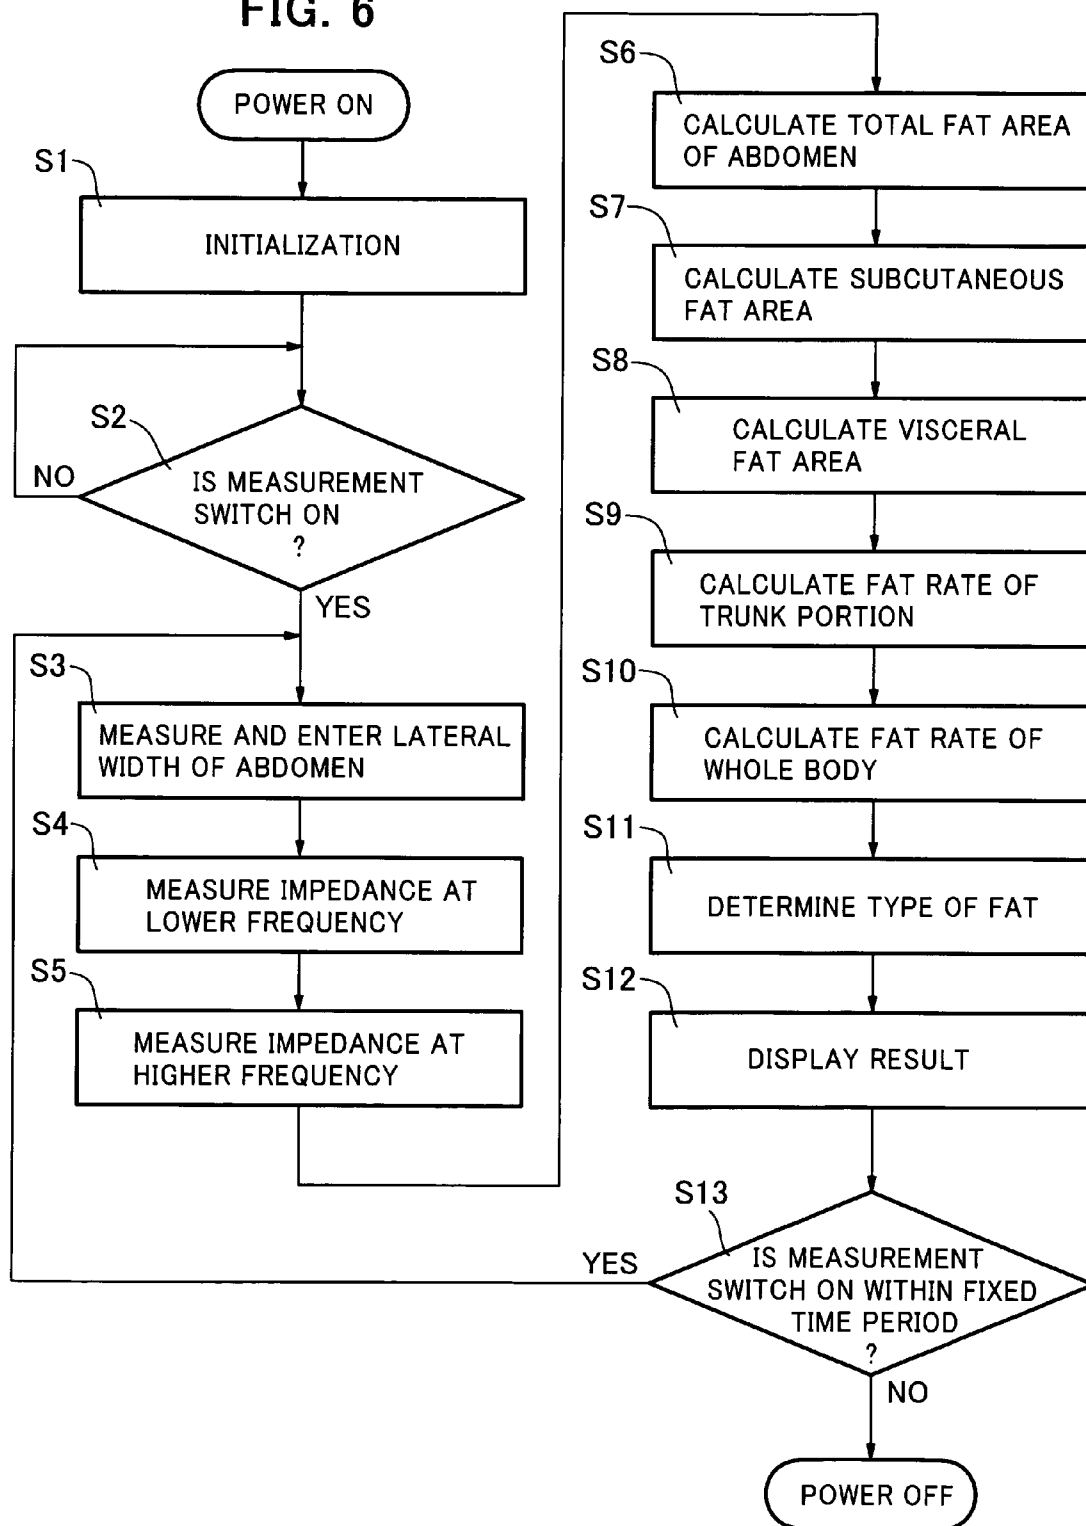 FIG. 6
POWER ON
S1
INITIALIZATION
S2
NO
IS MEASUREMENT
SWITCH ON
?
YES
S3
MEASURE AND ENTER LATERAL
WIDTH OF ABDOMEN
S4
MEASURE IMPEDANCE AT
LOWER FREQUENCY
S5
MEASURE IMPEDANCE AT
HIGHER FREQUENCY
S6
CALCULATE TOTAL FAT AREA
OF ABDOMEN
S7
CALCULATE SUBCUTANEOUS
FAT AREA
S8
CALCULATE VISCERAL
FAT AREA
S9
CALCULATE FAT RATE OF
TRUNK PORTION
S10
CALCULATE FAT RATE OF
WHOLE BODY
S11
DETERMINE TYPE OF FAT
S12
DISPLAY RESULT
S13
YES
IS MEASUREMENT
SWITCH ON WITHIN FIXED
TIME PERIOD
?
NO
POWER OFF